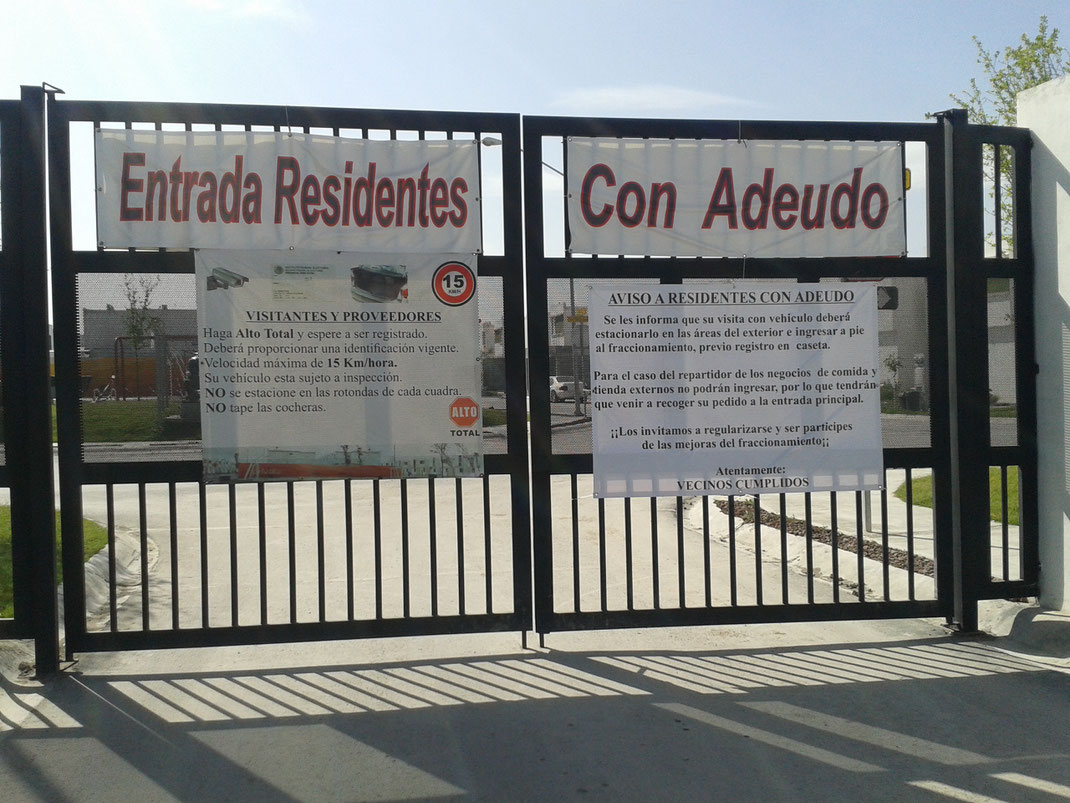 Entrada Residentes
Con Adeudo
15
KM/H
VISITANTES Y PROVEEDORES
Haga Alto Total y espere a ser registrado.
Deberá proporcionar una identificación vigente.
•Velocidad máxima de 15 Km/hora.
Su vehículo esta sujeto a inspección.
NO se estacione en las rotondas de cada cuadra.
NO tape las cocheras.
ALTO
TOTAL
AVISO A RESIDENTES CON ADEUDO
Se les informa que su visita con vehículo deberá
estacionarlo en las áreas del exterior e ingresar a pie
al fraccionamiento, previo registro en caseta.
Para el caso del repartidor de los negocios de comida y
tienda externos no podrán ingresar, por lo que tendrán
que venir a recoger su pedido a la entrada principal.
¡¡Los invitamos a regularizarse y ser partícipes
de las mejoras del fraccionamiento¡¡
Atentamente:
VECINOS CUMPLIDOS